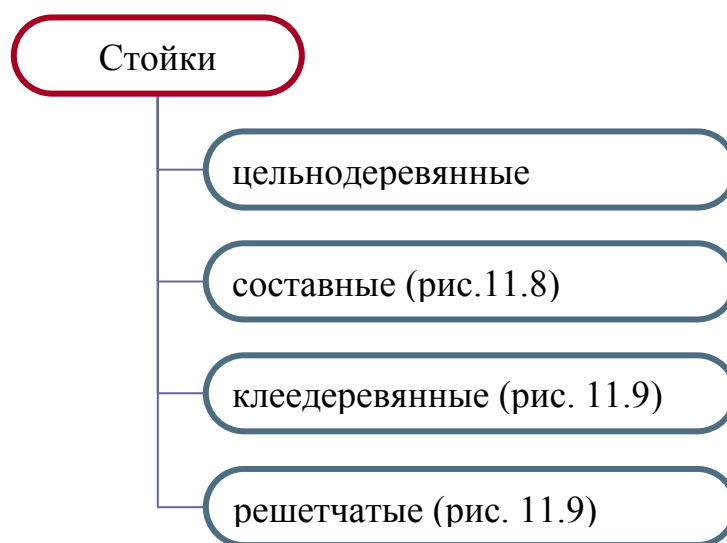 Стойки
цельнодеревянные
составные (рис.11.8)
клеедеревянные (рис. 11.9)
решетчатые (рис. 11.9)